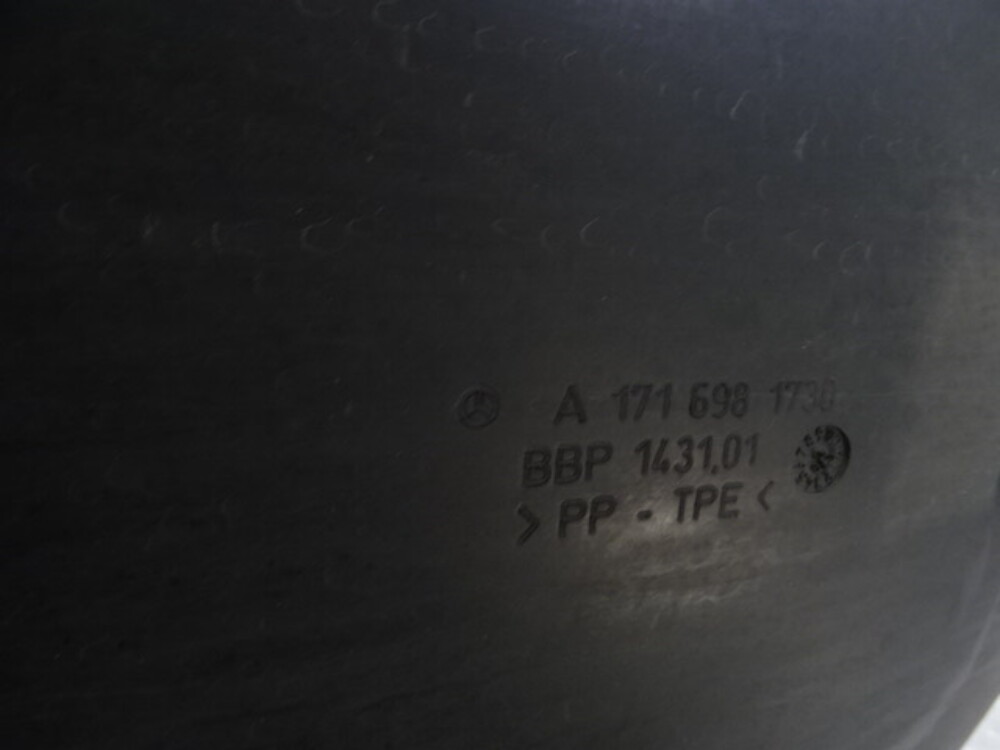 A 171 698 1730
BBP 1431.01
>PP - TPE<